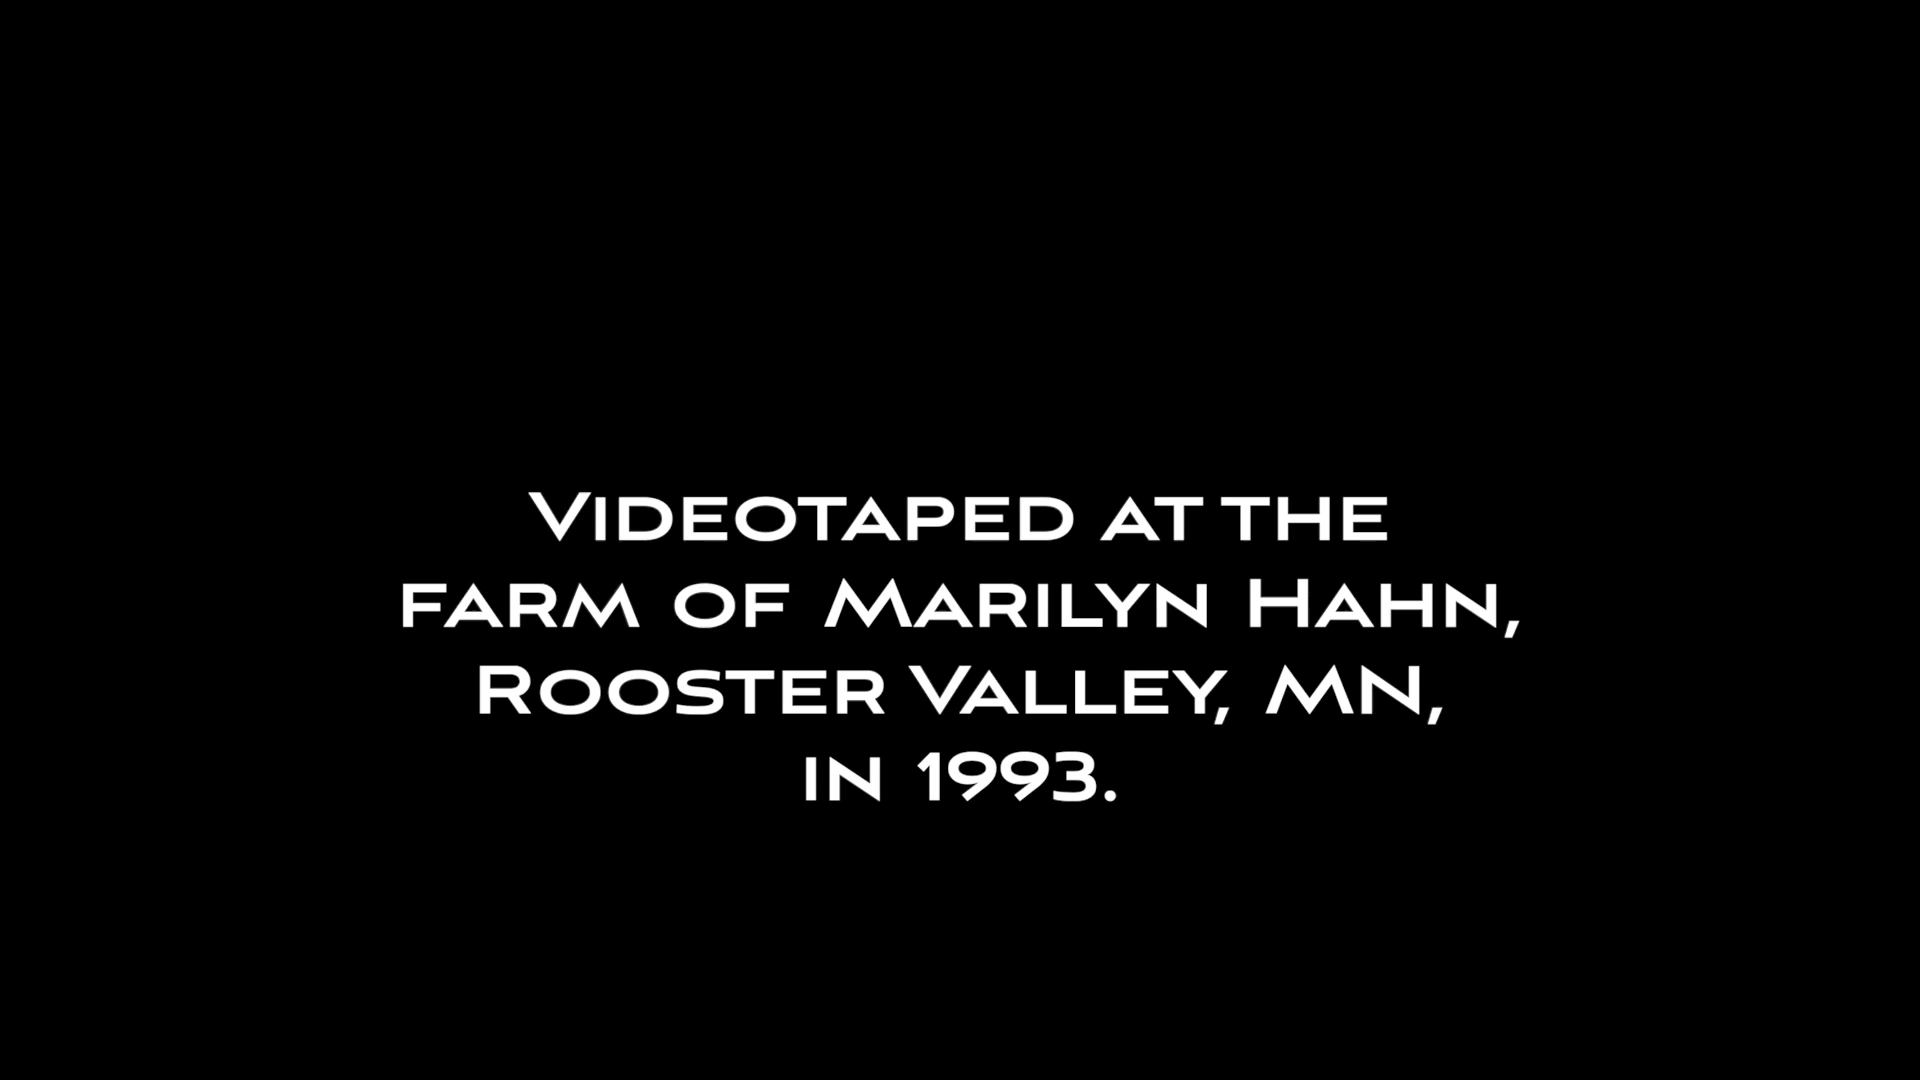 Videotaped at the
farm of Marilyn Hahn,
Rooster Valley, MN,
in 1993.